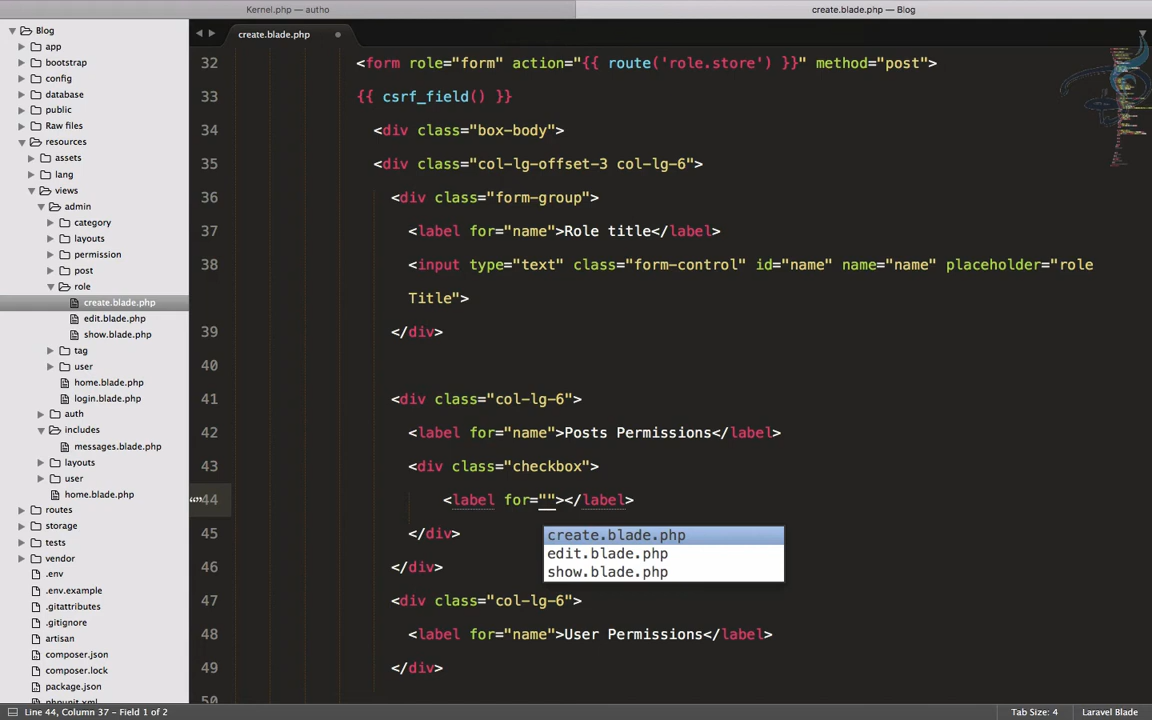 Kernel.php — autho
create.blade.php — Blog
Blog
app
bootstrap
config
database
public
Raw files
resources
assets
lang
views
admin
category
layouts
permission
post
role
create.blade.php
edit.blade.php
show.blade.php
tag
user
home.blade.php
login.blade.php
auth
includes
messages.blade.php
layouts
user
home.blade.php
routes
storage
tests
vendor
.env
.env.example
.gitattributes
.gitignore
artisan
composer.json
composer.lock
package.json
phpunit.xml
create.blade.php
32 <form role="form" action="{{ route('role.store') }}" method="post">
33 {{ csrf_field() }}
34 <div class="box-body">
35 <div class="col-lg-offset-3 col-lg-6">
36 <div class="form-group">
37 <label for="name">Role title</label>
38 <input type="text" class="form-control" id="name" name="name" placeholder="role
Title">
39 </div>
40
41 <div class="col-lg-6">
42 <label for="name">Posts Permissions</label>
43 <div class="checkbox">
44 <label for=""></label>
45 </div>
46 </div>
47 <div class="col-lg-6">
48 <label for="name">User Permissions</label>
49 </div>
50
create.blade.php
edit.blade.php
show.blade.php
Line 44, Column 37 - Field 1 of 2
Tab Size: 4
Laravel Blade